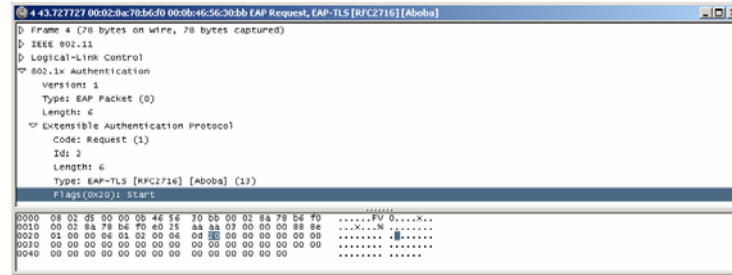 4 43.727727 00:02:8a:78:b6:f0 00:0b:46:56:30:bb EAP Request, EAP-TLS [RFC2716] [Aboba]
Frame 4 (78 bytes on wire, 78 bytes captured)
IEEE 802.11
Logical-Link Control
802.1x Authentication
Version: 1
Type: EAP Packet (0)
Length: 6
Extensible Authentication Protocol
Code: Request (1)
Id: 2
Length: 6
Type: EAP-TLS [RFC2716] [Aboba] (13)
Flags(0x20): Start
0000 08 02 d5 00 00 0b 46 56 30 bb 00 02 8a 78 b6 f0 ......FV 0....x..
0010 00 02 8a 78 b6 f0 e0 25 aa aa 03 00 00 00 88 8e ...x...% ........
0020 01 00 00 06 01 02 00 06 0d 20 00 00 00 00 00 00 ........ . ......
0030 00 00 00 00 00 00 00 00 00 00 00 00 00 00 00 00 ........ ........
0040 00 00 00 00 00 00 00 00 00 00 00 00 00 00 ........ ......